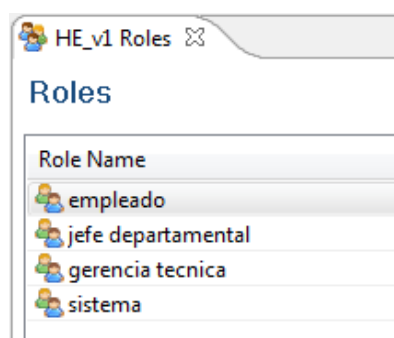 HE_v1 Roles
Roles
Role Name
empleado
jefe departamental
gerencia tecnica
sistema